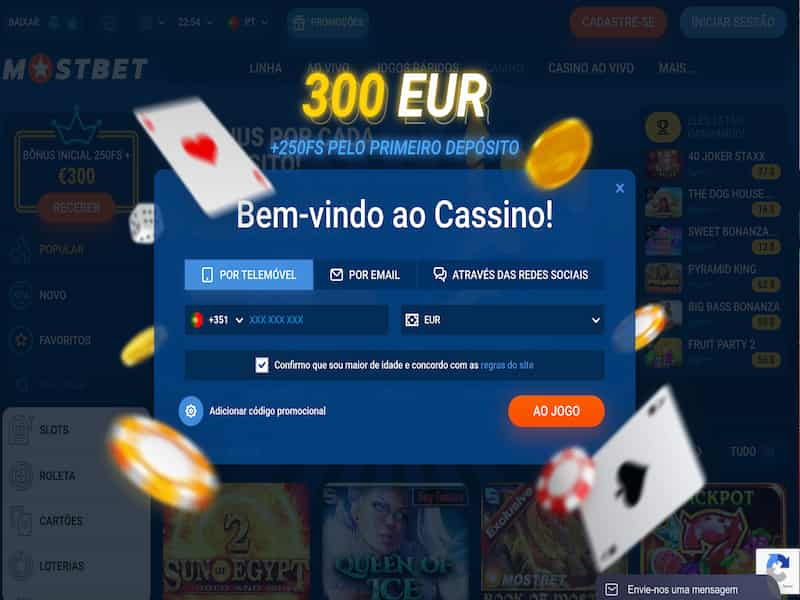 BAIXAR
22:54
PT
PROMOÇÕES
CADASTRE-SE
INICIAR SESSÃO
MOSTBET
LINHA
AO VIVO
JOGOS RÁPIDOS
CASINO
CASINO AO VIVO
MAIS...
300 EUR
+250FS PELO PRIMEIRO DEPÓSITO
BÔNUS INICIAL 250FS +
€300
RECEBER
POPULAR
NOVO
FAVORITOS
SLOTS
ROLETA
CARTÕES
LOTERIAS
Bem-vindo ao Cassino!
POR TELEMÓVEL
POR EMAIL
ATRAVÉS DAS REDES SOCIAIS
+351
XXX XXX XXX
EUR
Confirmo que sou maior de idade e concordo com as regras do site
Adicionar código promocional
AO JOGO
40 JOKER STAXX
THE DOG HOUSE...
SWEET BONANZA...
PYRAMID KING
BIG BASS BONANZA
FRUIT PARTY 2
TUDO
2
SUN OF EGYPT
Buy Feature
QUEEN OF
ICE
Exclusive
MOSTBET
JACKPOT
Envie-nos uma mensagem